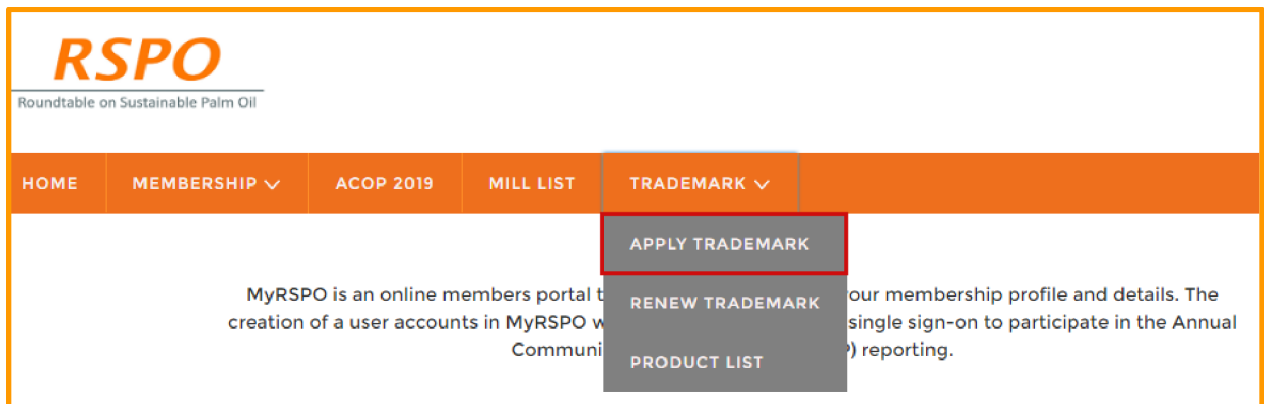 RSPO
Roundtable on Sustainable Palm Oil
HOME MEMBERSHIP ACOP 2019 MILL LIST TRADEMARK
APPLY TRADEMARK
MyRSPO is an online members portal t our membership profile and details. The
RENEW TRADEMARK
creation of a user accounts in MyRSPO w single sign-on to participate in the Annual
Communi ) reporting.
PRODUCT LIST